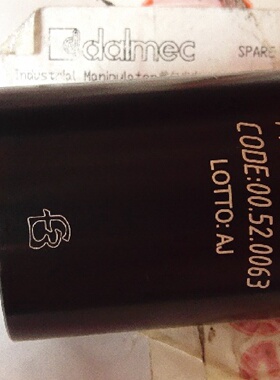 dalmec
SPARE
Industrial Manipulator
CODE:00.52.0063
LOTTO: AJ